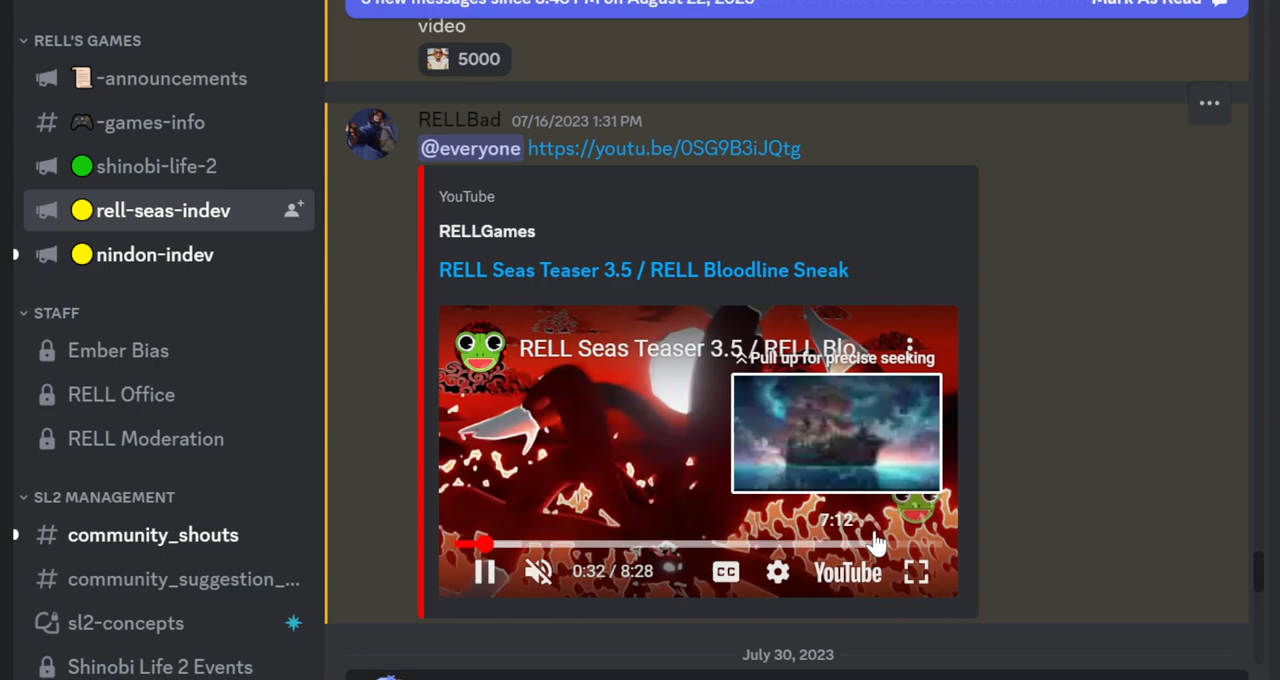 RELL'S GAMES
-announcements
-games-info
shinobi-life-2
rell-seas-indev
nindon-indev
STAFF
Ember Bias
RELL Office
RELL Moderation
SL2 MANAGEMENT
community_shouts
community_suggestion_...
sl2-concepts
Shinobi Life 2 Events
Mark As Read
video
5000
RELLBad 07/16/2023 1:31 PM
@everyone https://youtu.be/0SG9B3iJQtg
YouTube
RELLGames
RELL Seas Teaser 3.5 / RELL Bloodline Sneak
RELL Seas Teaser 3.5 / RELL Blo...
Pull up for precise seeking
7:12
0:32 / 8:28 CC YouTube
July 30, 2023